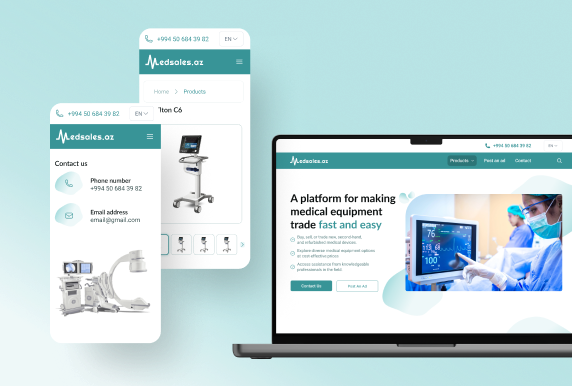 +994 50 684 39 82
EN
Medsales.az
Home > Products
lton C6
+994 50 684 39 82
EN
Medsales.az
Contact us
Phone number
+994 50 684 39 82
Email address
email@gmail.com
+994 50 684 39 82
EN
Medsales.az
Products
Post an ad
Contact
A platform for making
medical equipment
trade fast and easy
Buy, sell, or trade new, second-hand,
and refurbished medical devices
Explore diverse medical equipment options
at cost-effective prices
Access assistance from knowledgeable
professionals in the field
Contact Us
Post An Ad